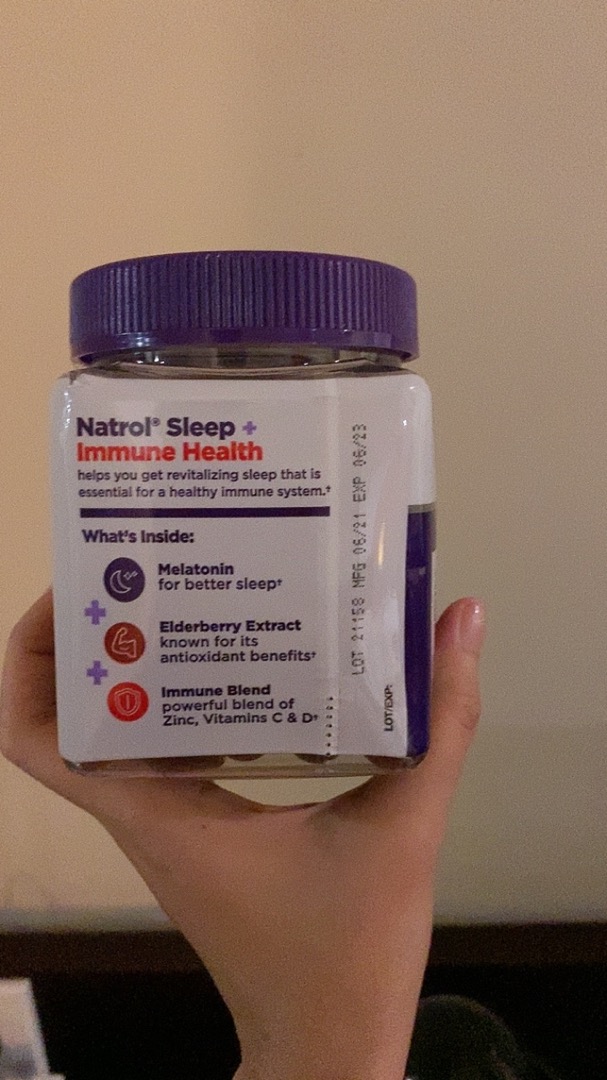 Natrol® Sleep +
Immune Health
helps you get revitalizing sleep that is
essential for a healthy immune system.†
What's Inside:
Melatonin
for better sleep†
+
Elderberry Extract
known for its
antioxidant benefits†
+
Immune Blend
powerful blend of
Zinc, Vitamins C & D†
LOT 21158 MFG 06/21 EXP 06/23
LOT/EXP: